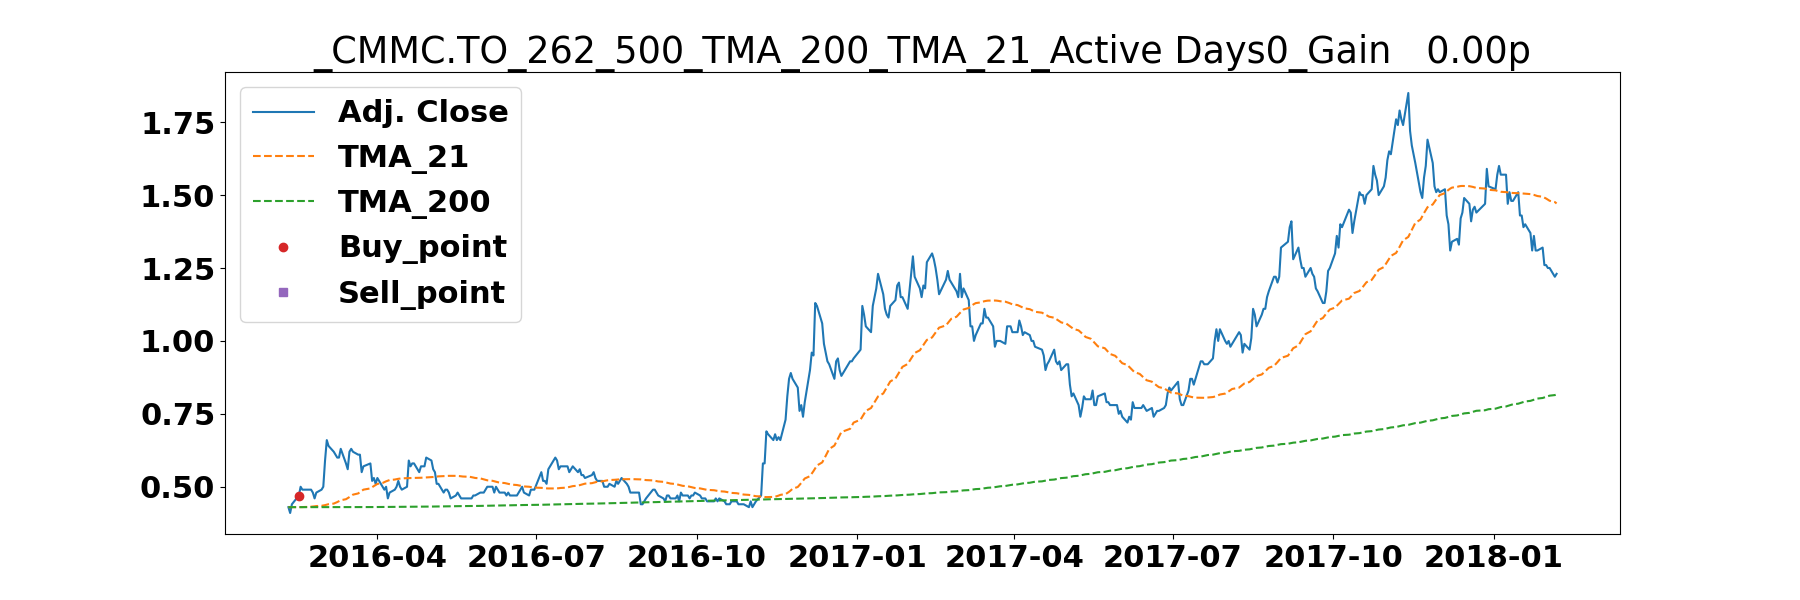 _CMMC.TO_262_500_TMA_200_TMA_21_Active Days0_Gain   0.00p
Adj. Close
TMA_21
TMA_200
Buy_point
Sell_point
1.75
1.50
1.25
1.00
0.75
0.50
2016-04 2016-07 2016-10 2017-01 2017-04 2017-07 2017-10 2018-01